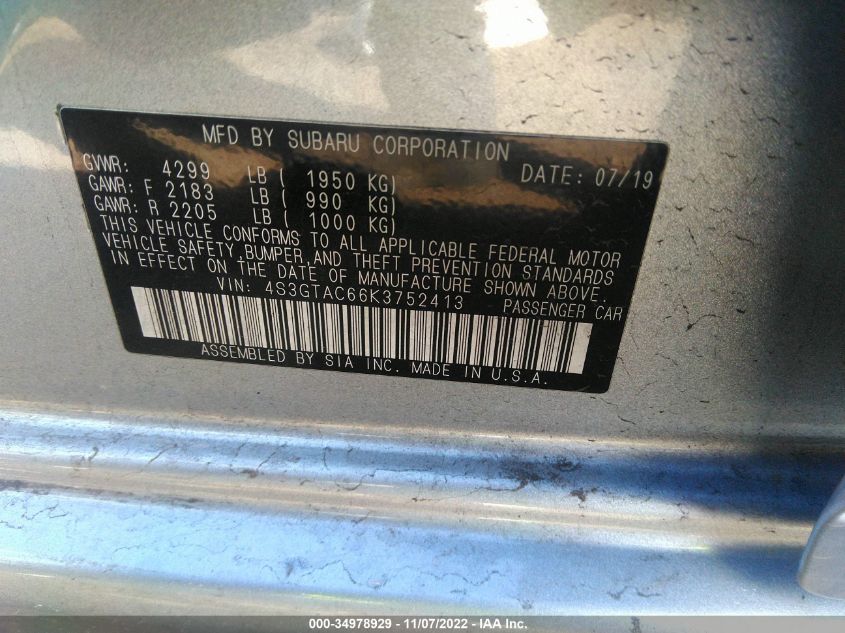 MFD BY SUBARU CORPORATION
GVWR: 4299 LB ( 1950 KG) DATE: 07/19
GAWR: F 2183 LB ( 990 KG)
GAWR: R 2205 LB ( 1000 KG)
THIS VEHICLE CONFORMS TO ALL APPLICABLE FEDERAL MOTOR
VEHICLE SAFETY, BUMPER, AND THEFT PREVENTION STANDARDS
IN EFFECT ON THE DATE OF MANUFACTURE SHOWN ABOVE.
VIN: 4S3GTAC66K3752413 PASSENGER CAR
ASSEMBLED BY SIA INC. MADE IN U.S.A.
000-34978929 - 11/07/2022 - IAA Inc.